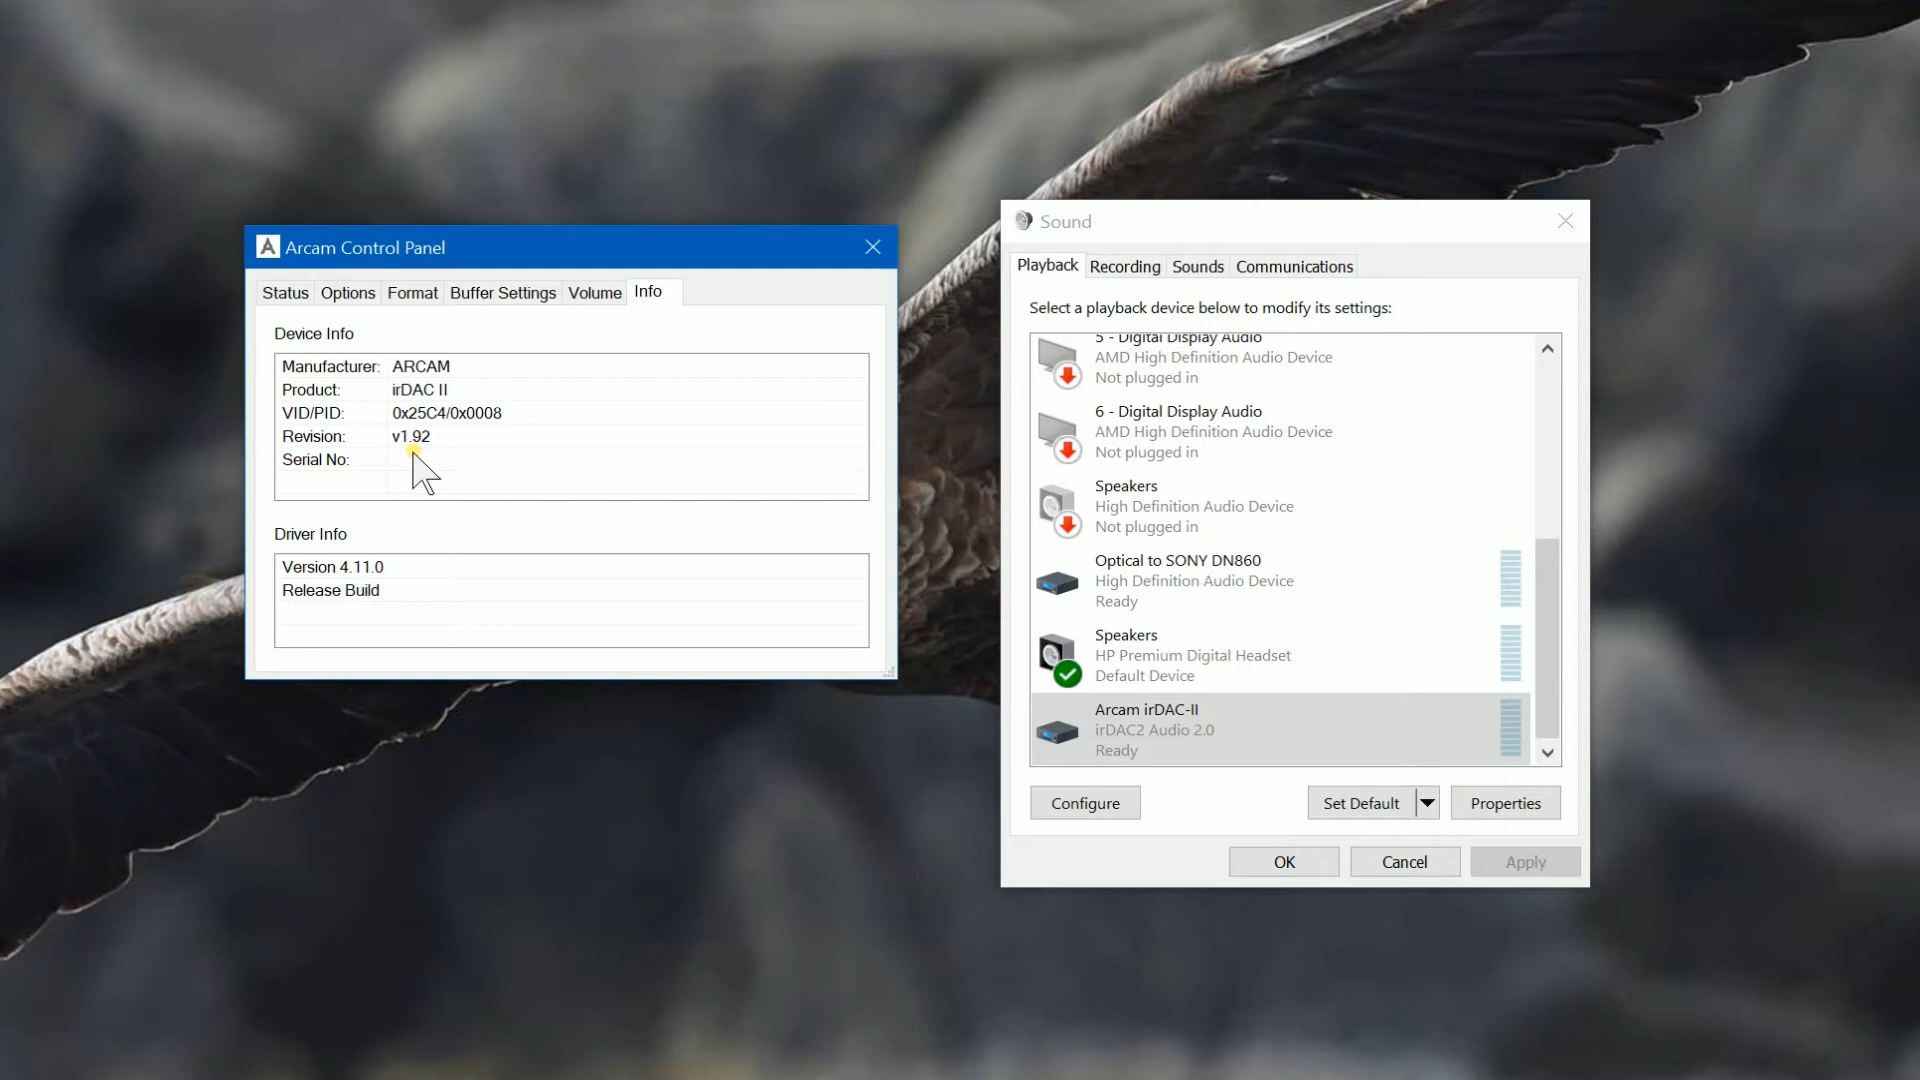 Arcam Control Panel
Status Options Format Buffer Settings Volume Info
Device Info
Manufacturer: ARCAM
Product: irDAC II
VID/PID: 0x25C4/0x0008
Revision: v1.92
Serial No:
Driver Info
Version 4.11.0
Release Build
Sound
Playback Recording Sounds Communications
Select a playback device below to modify its settings:
5 - Digital Display Audio
AMD High Definition Audio Device
Not plugged in
6 - Digital Display Audio
AMD High Definition Audio Device
Not plugged in
Speakers
High Definition Audio Device
Not plugged in
Optical to SONY DN860
High Definition Audio Device
Ready
Speakers
HP Premium Digital Headset
Default Device
Arcam irDAC-II
irDAC2 Audio 2.0
Ready
Configure Set Default Properties
OK Cancel Apply